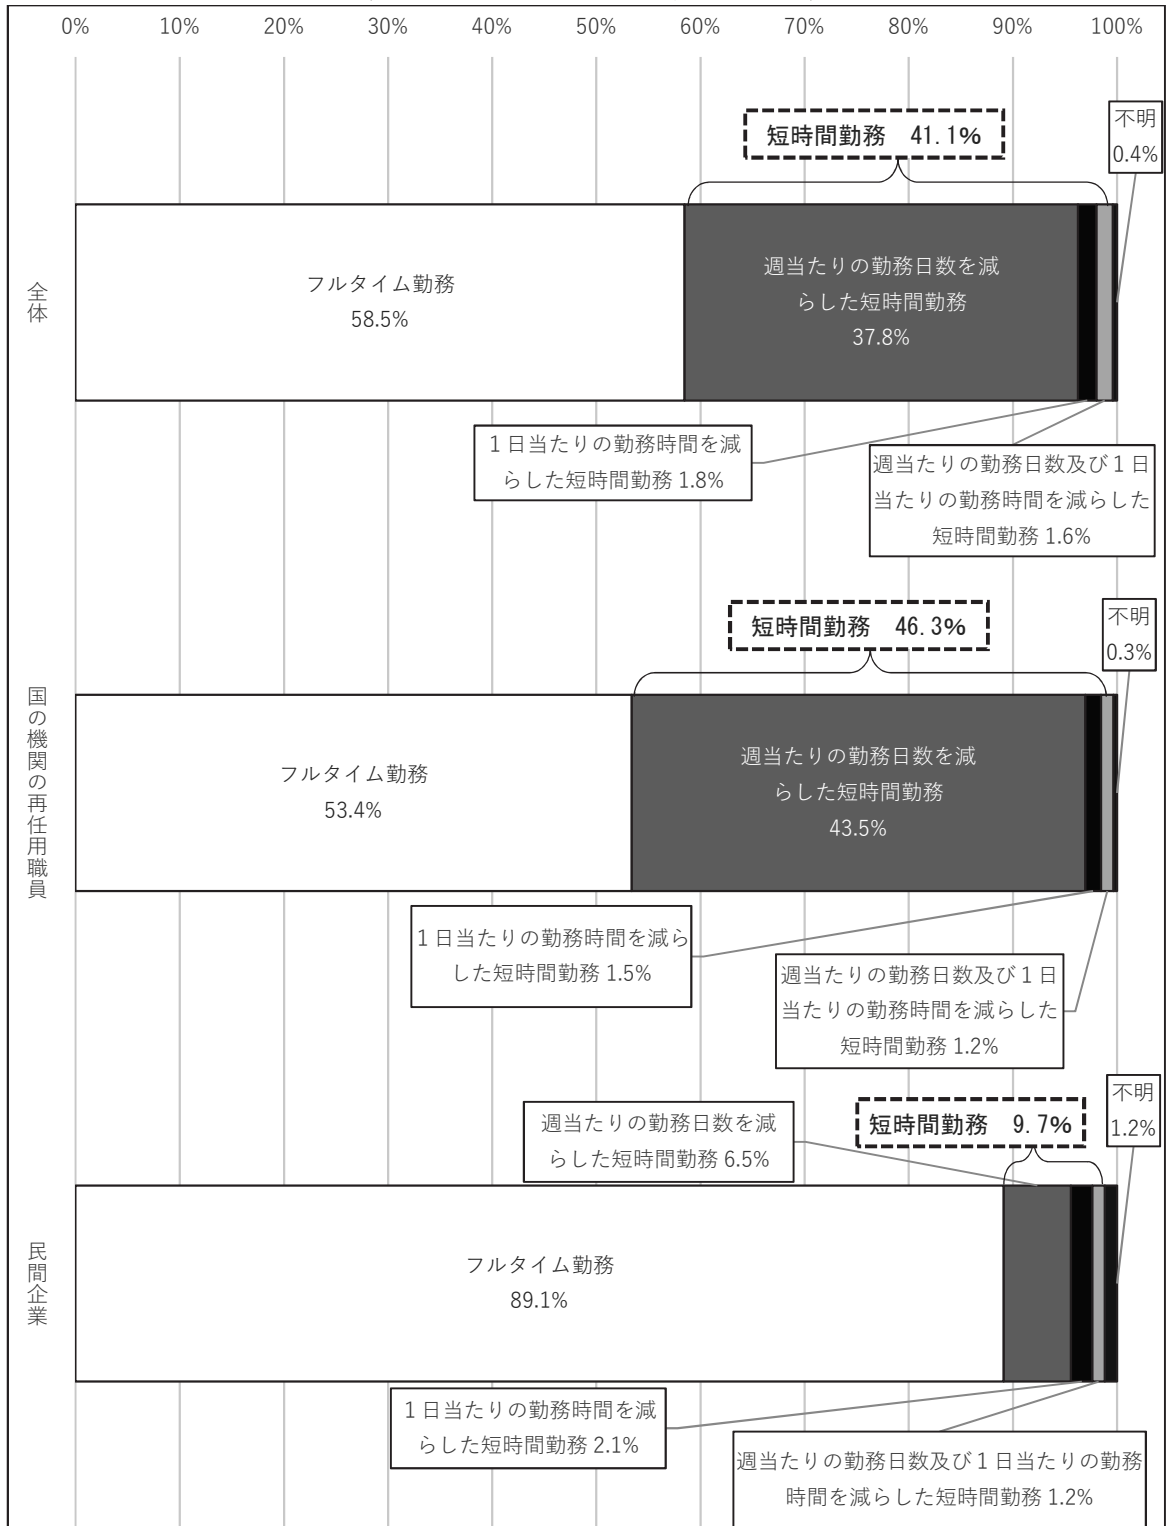 0% 10% 20% 30% 40% 50% 60% 70% 80% 90% 100%
短時間勤務 41.1%
不明
0.4%
全体
フルタイム勤務
58.5%
週当たりの勤務日数を減
らした短時間勤務
37.8%
1日当たりの勤務時間を減
らした短時間勤務 1.8%
週当たりの勤務日数及び1日
当たりの勤務時間を減らした
短時間勤務 1.6%
短時間勤務 46.3%
不明
0.3%
国の機関の再任用職員
フルタイム勤務
53.4%
週当たりの勤務日数を減
らした短時間勤務
43.5%
1日当たりの勤務時間を減ら
した短時間勤務 1.5%
週当たりの勤務日数及び1日
当たりの勤務時間を減らした
短時間勤務 1.2%
週当たりの勤務日数を減
らした短時間勤務 6.5%
短時間勤務 9.7%
不明
1.2%
民間企業
フルタイム勤務
89.1%
1日当たりの勤務時間を減
らした短時間勤務 2.1%
週当たりの勤務日数及び1日当たりの勤務
時間を減らした短時間勤務 1.2%